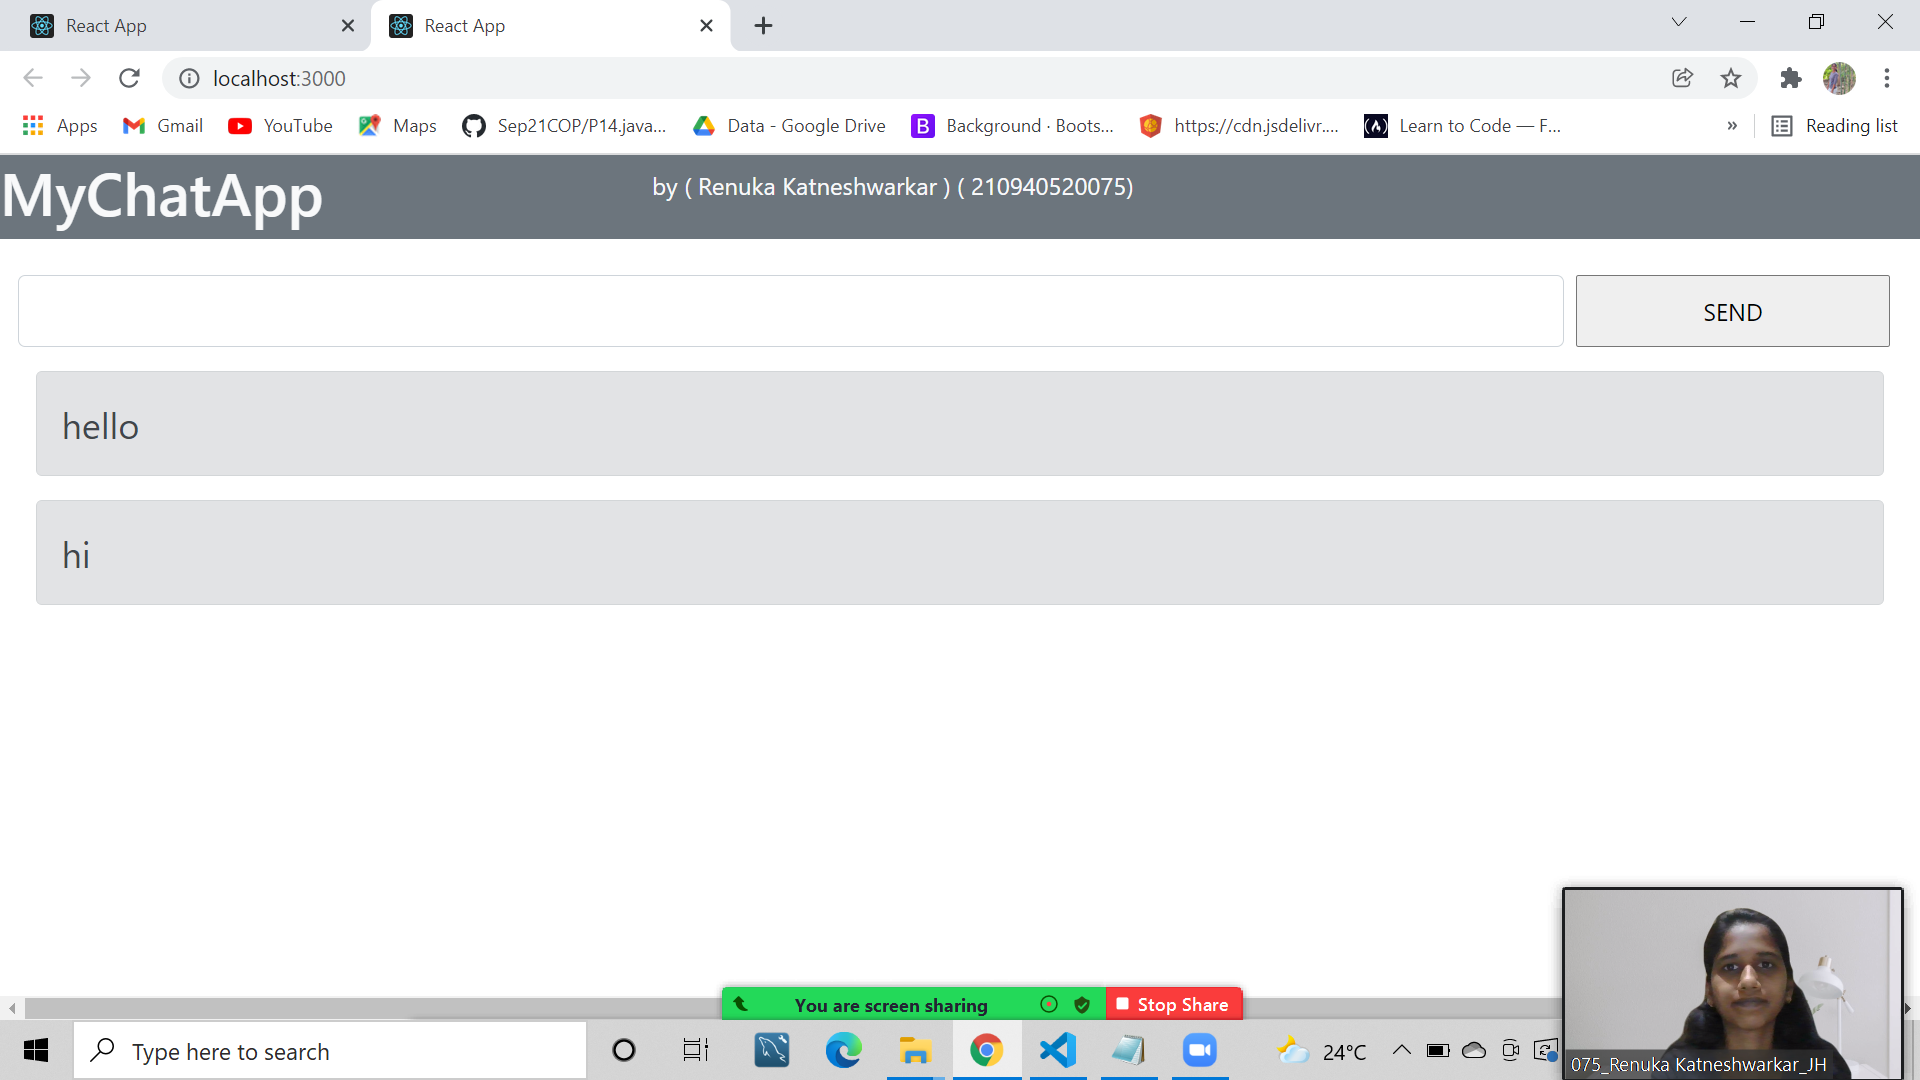 React App
React App
localhost:3000
Apps
Gmail
YouTube
Maps
Sep21COP/P14.java...
Data - Google Drive
B
Background · Boots...
https://cdn.jsdelivr....
Learn to Code — F...
»
Reading list
MyChatApp
by ( Renuka Katneshwarkar ) ( 210940520075)
SEND
hello
hi
You are screen sharing
Stop Share
Type here to search
24°C
075_Renuka Katneshwarkar_JH